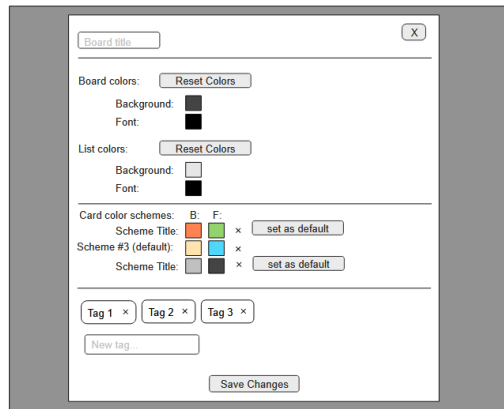 X
Board title
Board colors: Reset Colors
Background:
Font:
List colors: Reset Colors
Background:
Font:
Card color schemes: B: F:
Scheme Title: × set as default
Scheme #3 (default): ×
Scheme Title: × set as default
Tag 1 × Tag 2 × Tag 3 ×
New tag...
Save Changes